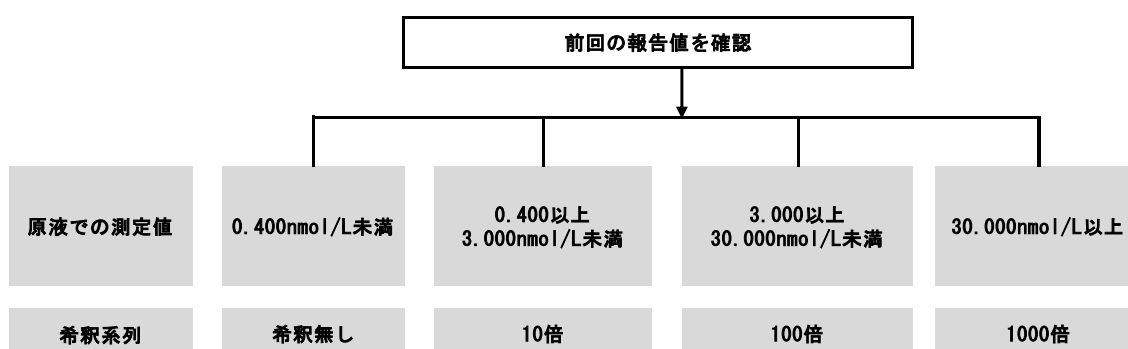 前回の報告値を確認
原液での測定値
0.400nmol/L未満
0.400以上
3.000nmol/L未満
3.000以上
30.000nmol/L未満
30.000nmol/L以上
希釈系列
希釈無し
10倍
100倍
1000倍